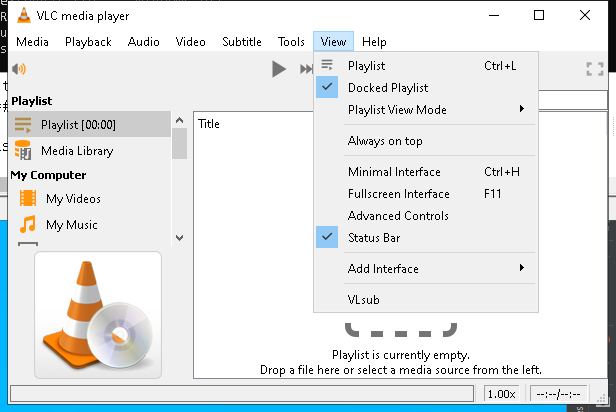 VLC media player
Media Playback Audio Video Subtitle Tools View Help
Playlist Ctrl+L
Docked Playlist
Playlist View Mode
Always on top
Minimal Interface Ctrl+H
Fullscreen Interface F11
Advanced Controls
Status Bar
Add Interface
VLsub
Playlist
Playlist [00:00]
Media Library
My Computer
My Videos
My Music
Title
Playlist is currently empty.
Drop a file here or select a media source from the left.
1.00x --:--/--:--